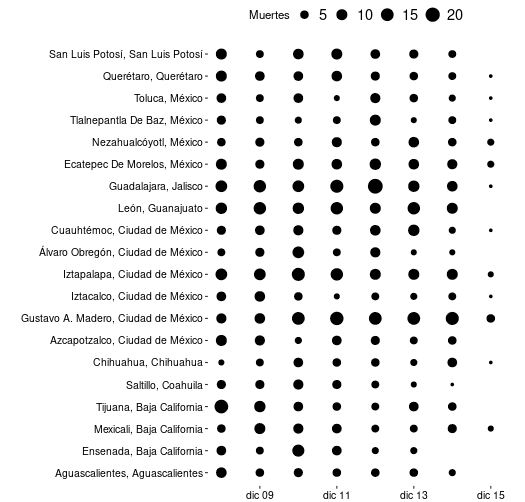 Muertes 5 10 15 20
San Luis Potosí, San Luis Potosí
Querétaro, Querétaro
Toluca, México
Tlalnepantla De Baz, México
Nezahualcóyotl, México
Ecatepec De Morelos, México
Guadalajara, Jalisco
León, Guanajuato
Cuauhtémoc, Ciudad de México
Álvaro Obregón, Ciudad de México
Iztapalapa, Ciudad de México
Iztacalco, Ciudad de México
Gustavo A. Madero, Ciudad de México
Azcapotzalco, Ciudad de México
Chihuahua, Chihuahua
Saltillo, Coahuila
Tijuana, Baja California
Mexicali, Baja California
Ensenada, Baja California
Aguascalientes, Aguascalientes
dic 09 dic 11 dic 13 dic 15